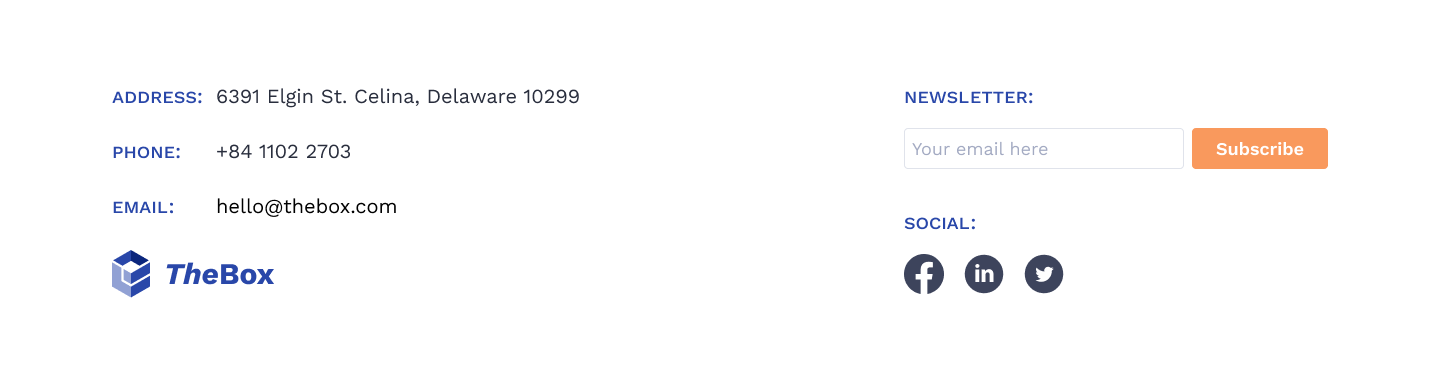 ADDRESS: 6391 Elgin St. Celina, Delaware 10299
PHONE: +84 1102 2703
EMAIL: hello@thebox.com
TheBox
NEWSLETTER:
Your email here Subscribe
SOCIAL:
in